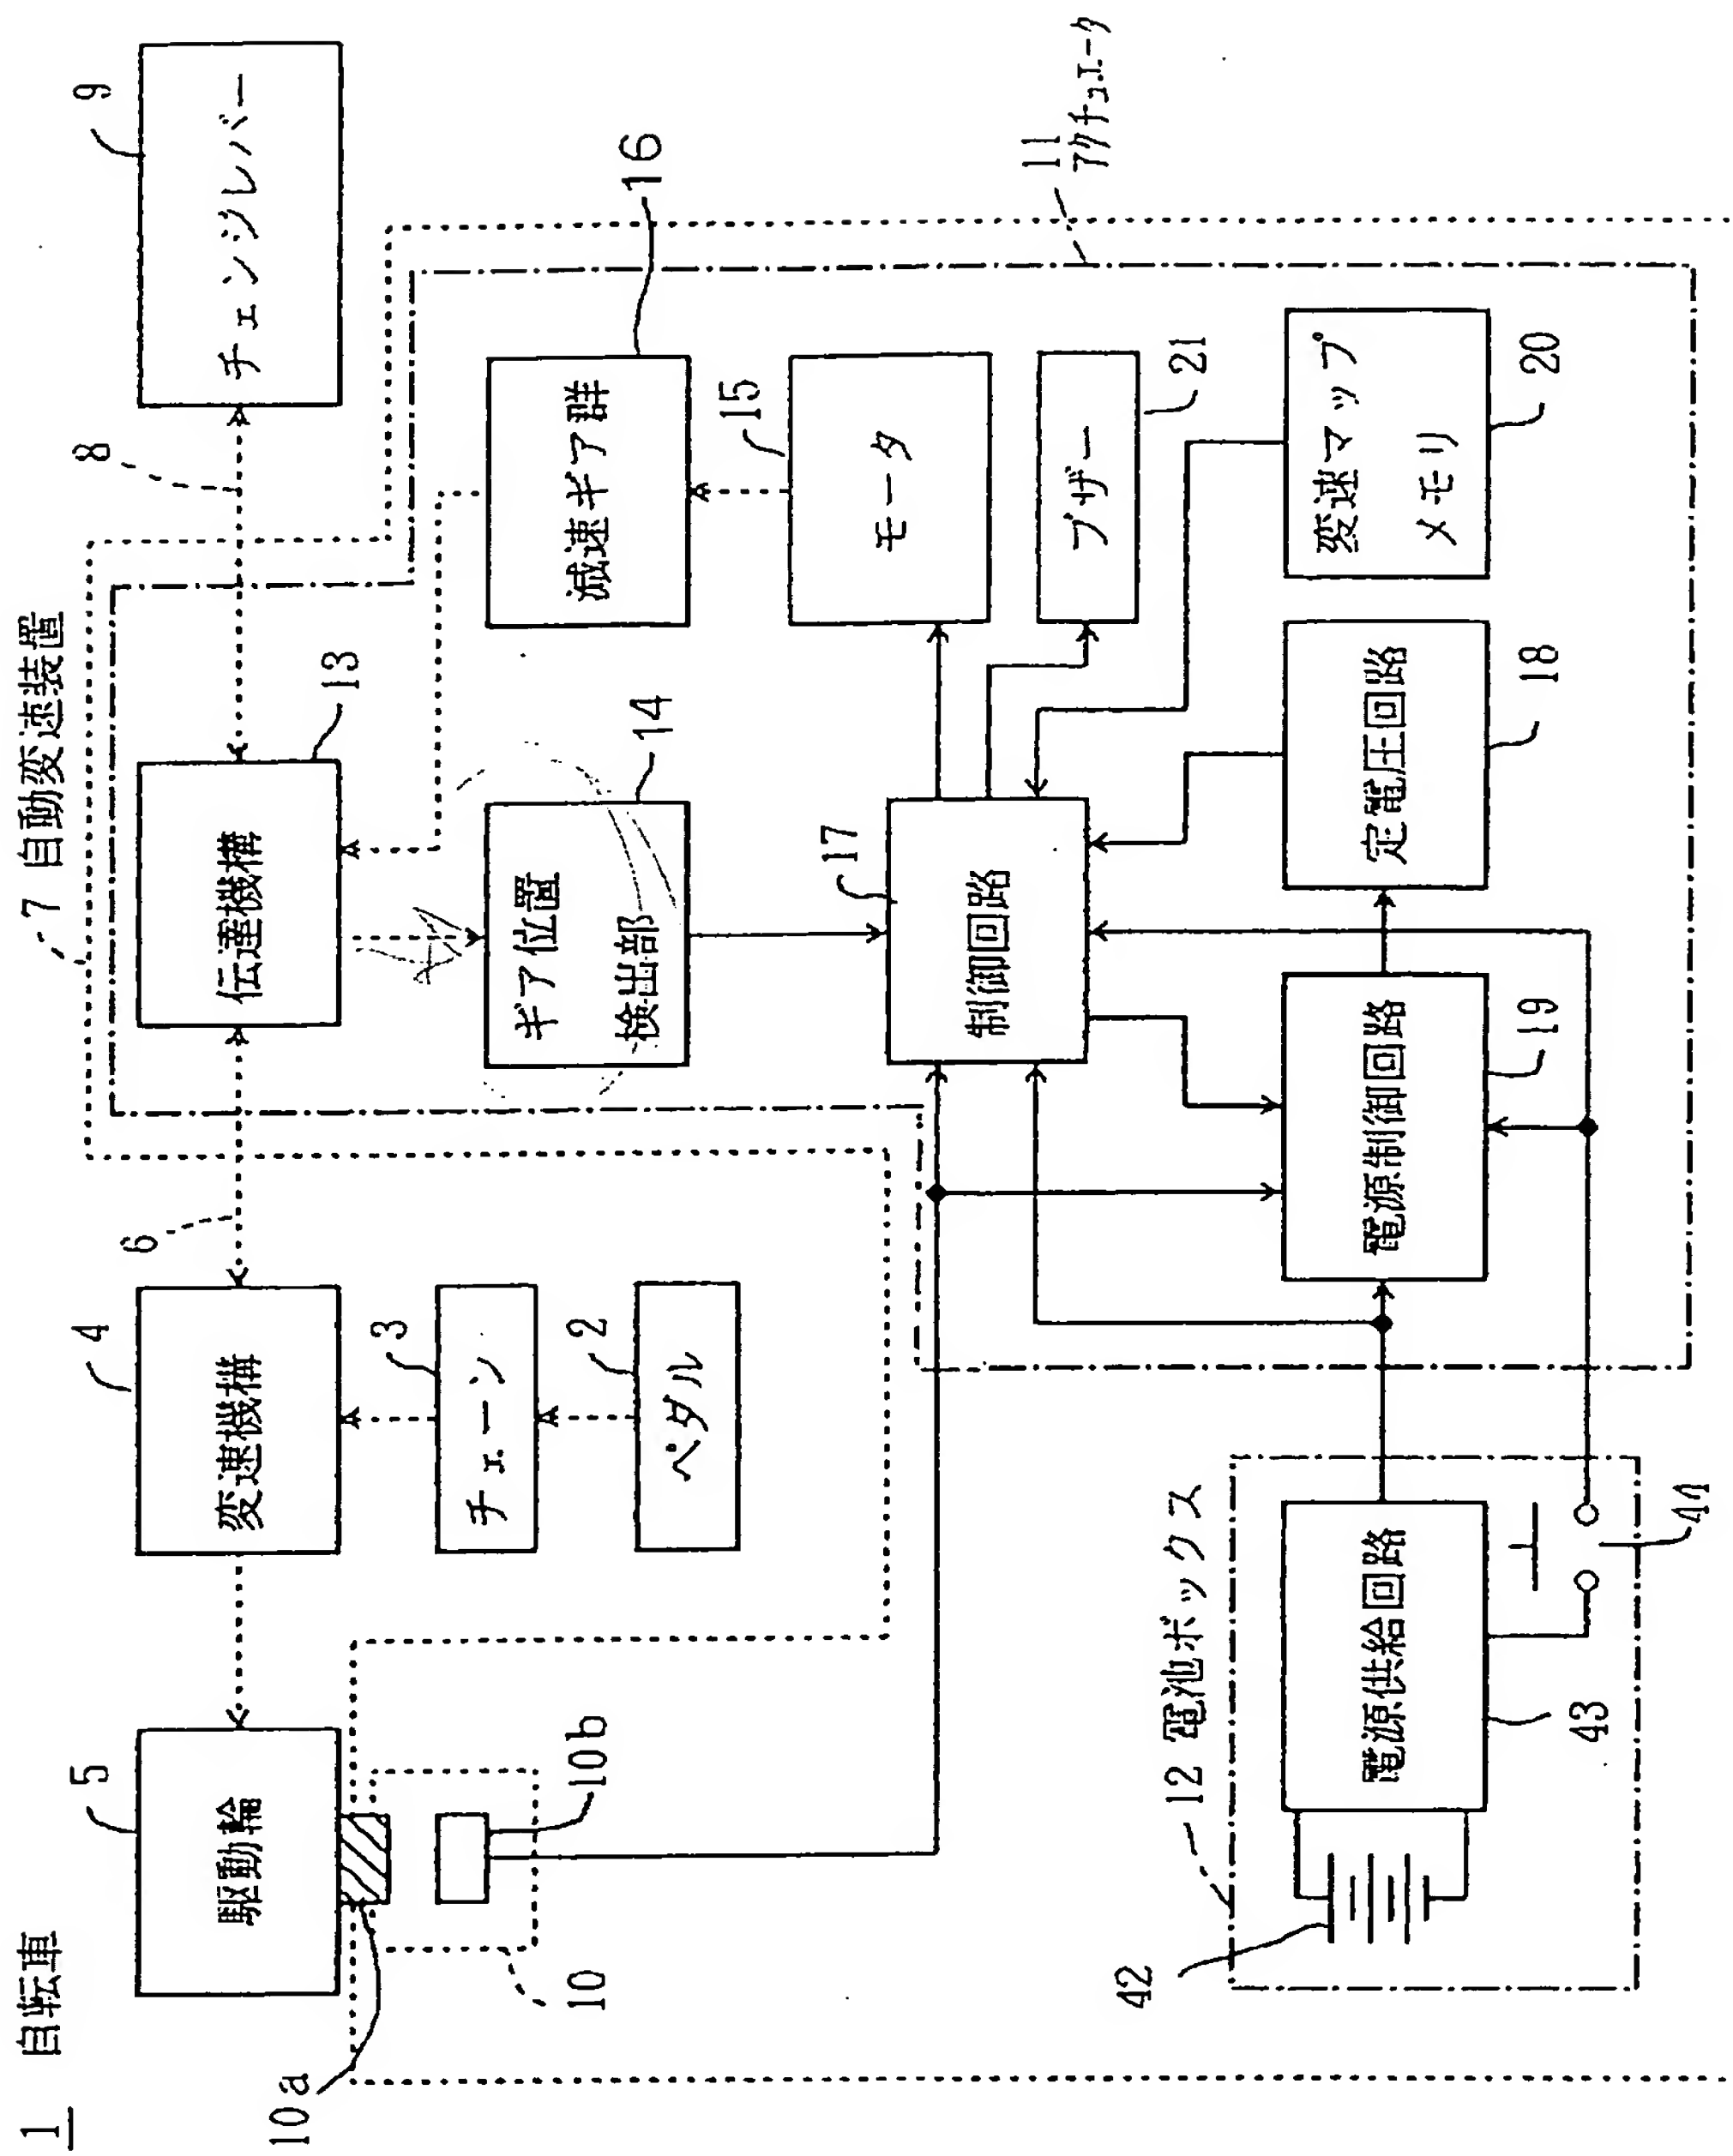 1 自転車
7 自動変速装置
5
駆動輪
4
変速機構
6
13
伝達機構
8
9
チェンジレバー
10a
10
10b
3
チェーン
2
ペダル
14
ギア位置
検出部
16
減速ギア群
15
モータ
11
アクチュエータ
17
制御回路
21
ブザー
12 電池ボックス
42
電源供給回路
43
44
電源制御回路
19
定電圧回路
18
変速マップ
メモリ
20